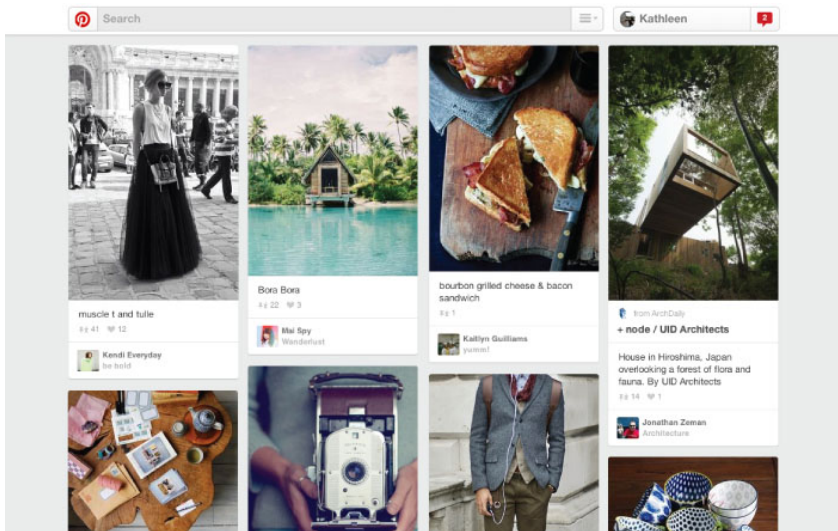 Search
Kathleen
2
muscle t and tulle
41 12
Kendi Everyday
be bold
Bora Bora
22 3
Mai Spy
Wanderlust
bourbon grilled cheese & bacon
sandwich
1
Kaitlyn Guilliams
yumm!
from ArchDaily
+ node / UID Architects
House in Hiroshima, Japan
overlooking a forest of flora and
fauna. By UID Architects
14 1
Jonathan Zeman
Architecture